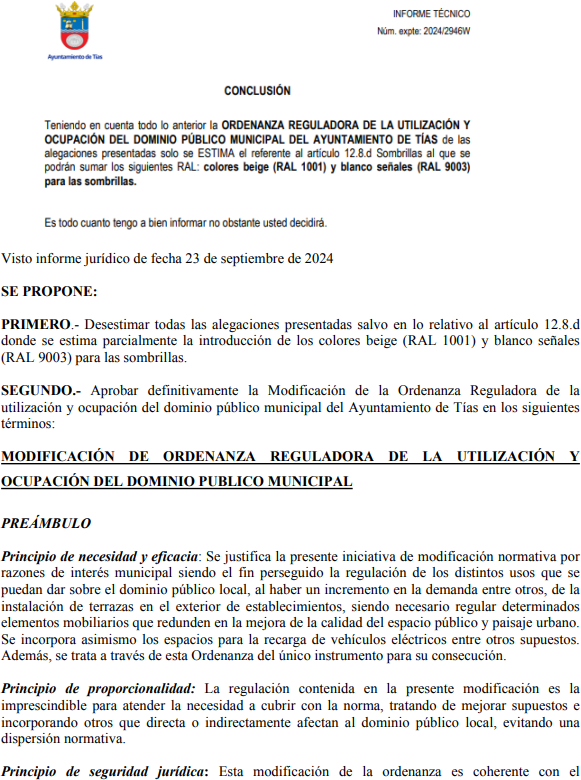 INFORME TÉCNICO
Núm. expte: 2024/2946W
Ayuntamiento de Tías
CONCLUSIÓN
Teniendo en cuenta todo lo anterior la ORDENANZA REGULADORA DE LA UTILIZACIÓN Y
OCUPACIÓN DEL DOMINIO PÚBLICO MUNICIPAL DEL AYUNTAMIENTO DE TÍAS de las
alegaciones presentadas solo se ESTIMA el referente al artículo 12.8.d Sombrillas al que se
podrán sumar los siguientes RAL: colores beige (RAL 1001) y blanco señales (RAL 9003)
para las sombrillas.
Es todo cuanto tengo a bien informar no obstante usted decidirá.
Visto informe jurídico de fecha 23 de septiembre de 2024
SE PROPONE:
PRIMERO.- Desestimar todas las alegaciones presentadas salvo en lo relativo al artículo 12.8.d
donde se estima parcialmente la introducción de los colores beige (RAL 1001) y blanco señales
(RAL 9003) para las sombrillas.
SEGUNDO.- Aprobar definitivamente la Modificación de la Ordenanza Reguladora de la
utilización y ocupación del dominio público municipal del Ayuntamiento de Tías en los siguientes
términos:
MODIFICACIÓN DE ORDENANZA REGULADORA DE LA UTILIZACIÓN Y
OCUPACIÓN DEL DOMINIO PUBLICO MUNICIPAL
PREÁMBULO
Principio de necesidad y eficacia: Se justifica la presente iniciativa de modificación normativa por
razones de interés municipal siendo el fin perseguido la regulación de los distintos usos que se
puedan dar sobre el dominio público local, al haber un incremento en la demanda entre otros, de la
instalación de terrazas en el exterior de establecimientos, siendo necesario regular determinados
elementos mobiliarios que redunden en la mejora de la calidad del espacio público y paisaje urbano.
Se incorpora asimismo los espacios para la recarga de vehículos eléctricos entre otros supuestos.
Además, se trata a través de esta Ordenanza del único instrumento para su consecución.
Principio de proporcionalidad: La regulación contenida en la presente modificación es la
imprescindible para atender la necesidad a cubrir con la norma, tratando de mejorar supuestos e
incorporando otros que directa o indirectamente afectan al dominio público local, evitando una
dispersión normativa.
Principio de seguridad jurídica: Esta modificación de la ordenanza es coherente con el